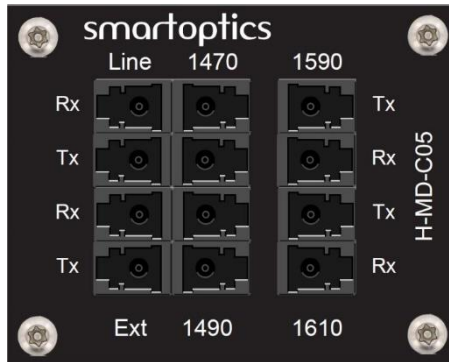 smartoptics
Line 1470 1590
Rx Tx
Tx Rx
Rx Tx
Tx Rx
H-MD-C05
Ext 1490 1610